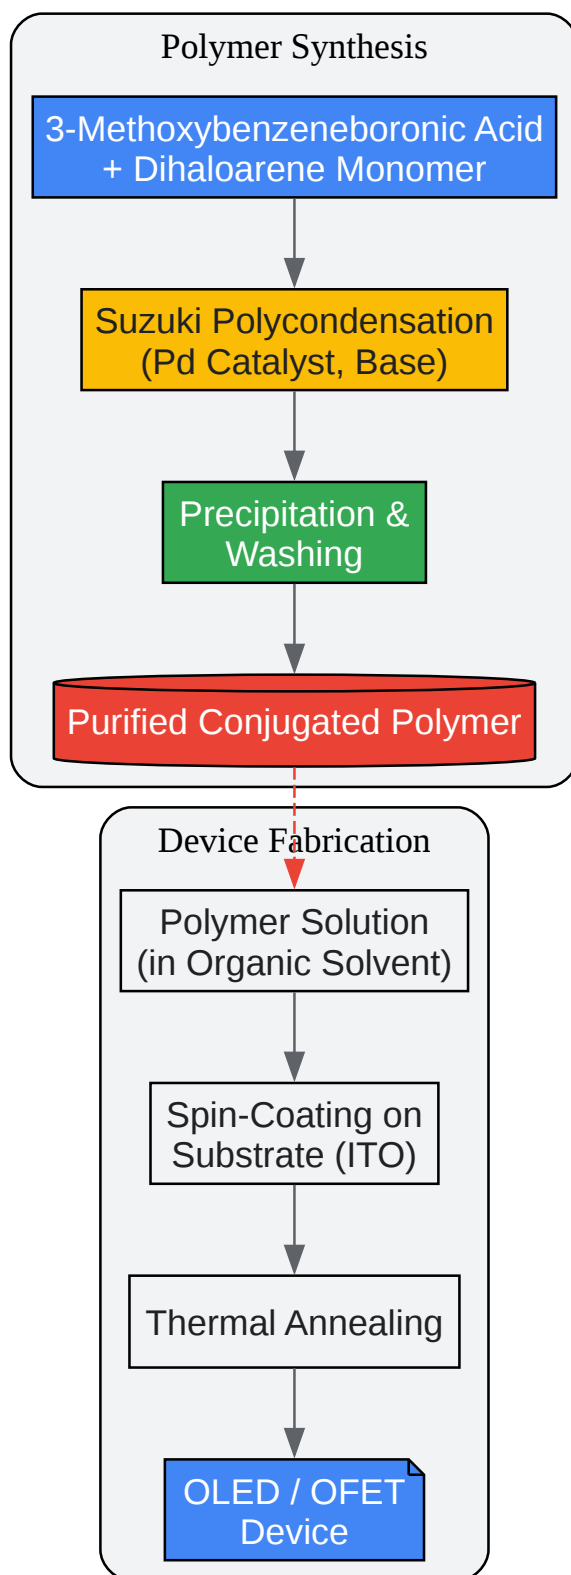 Polymer Synthesis
3-Methoxybenzeneboronic Acid
+ Dihaloarene Monomer
Suzuki Polycondensation
(Pd Catalyst, Base)
Precipitation &
Washing
Purified Conjugated Polymer
Device Fabrication
Polymer Solution
(in Organic Solvent)
Spin-Coating on
Substrate (ITO)
Thermal Annealing
OLED / OFET
Device